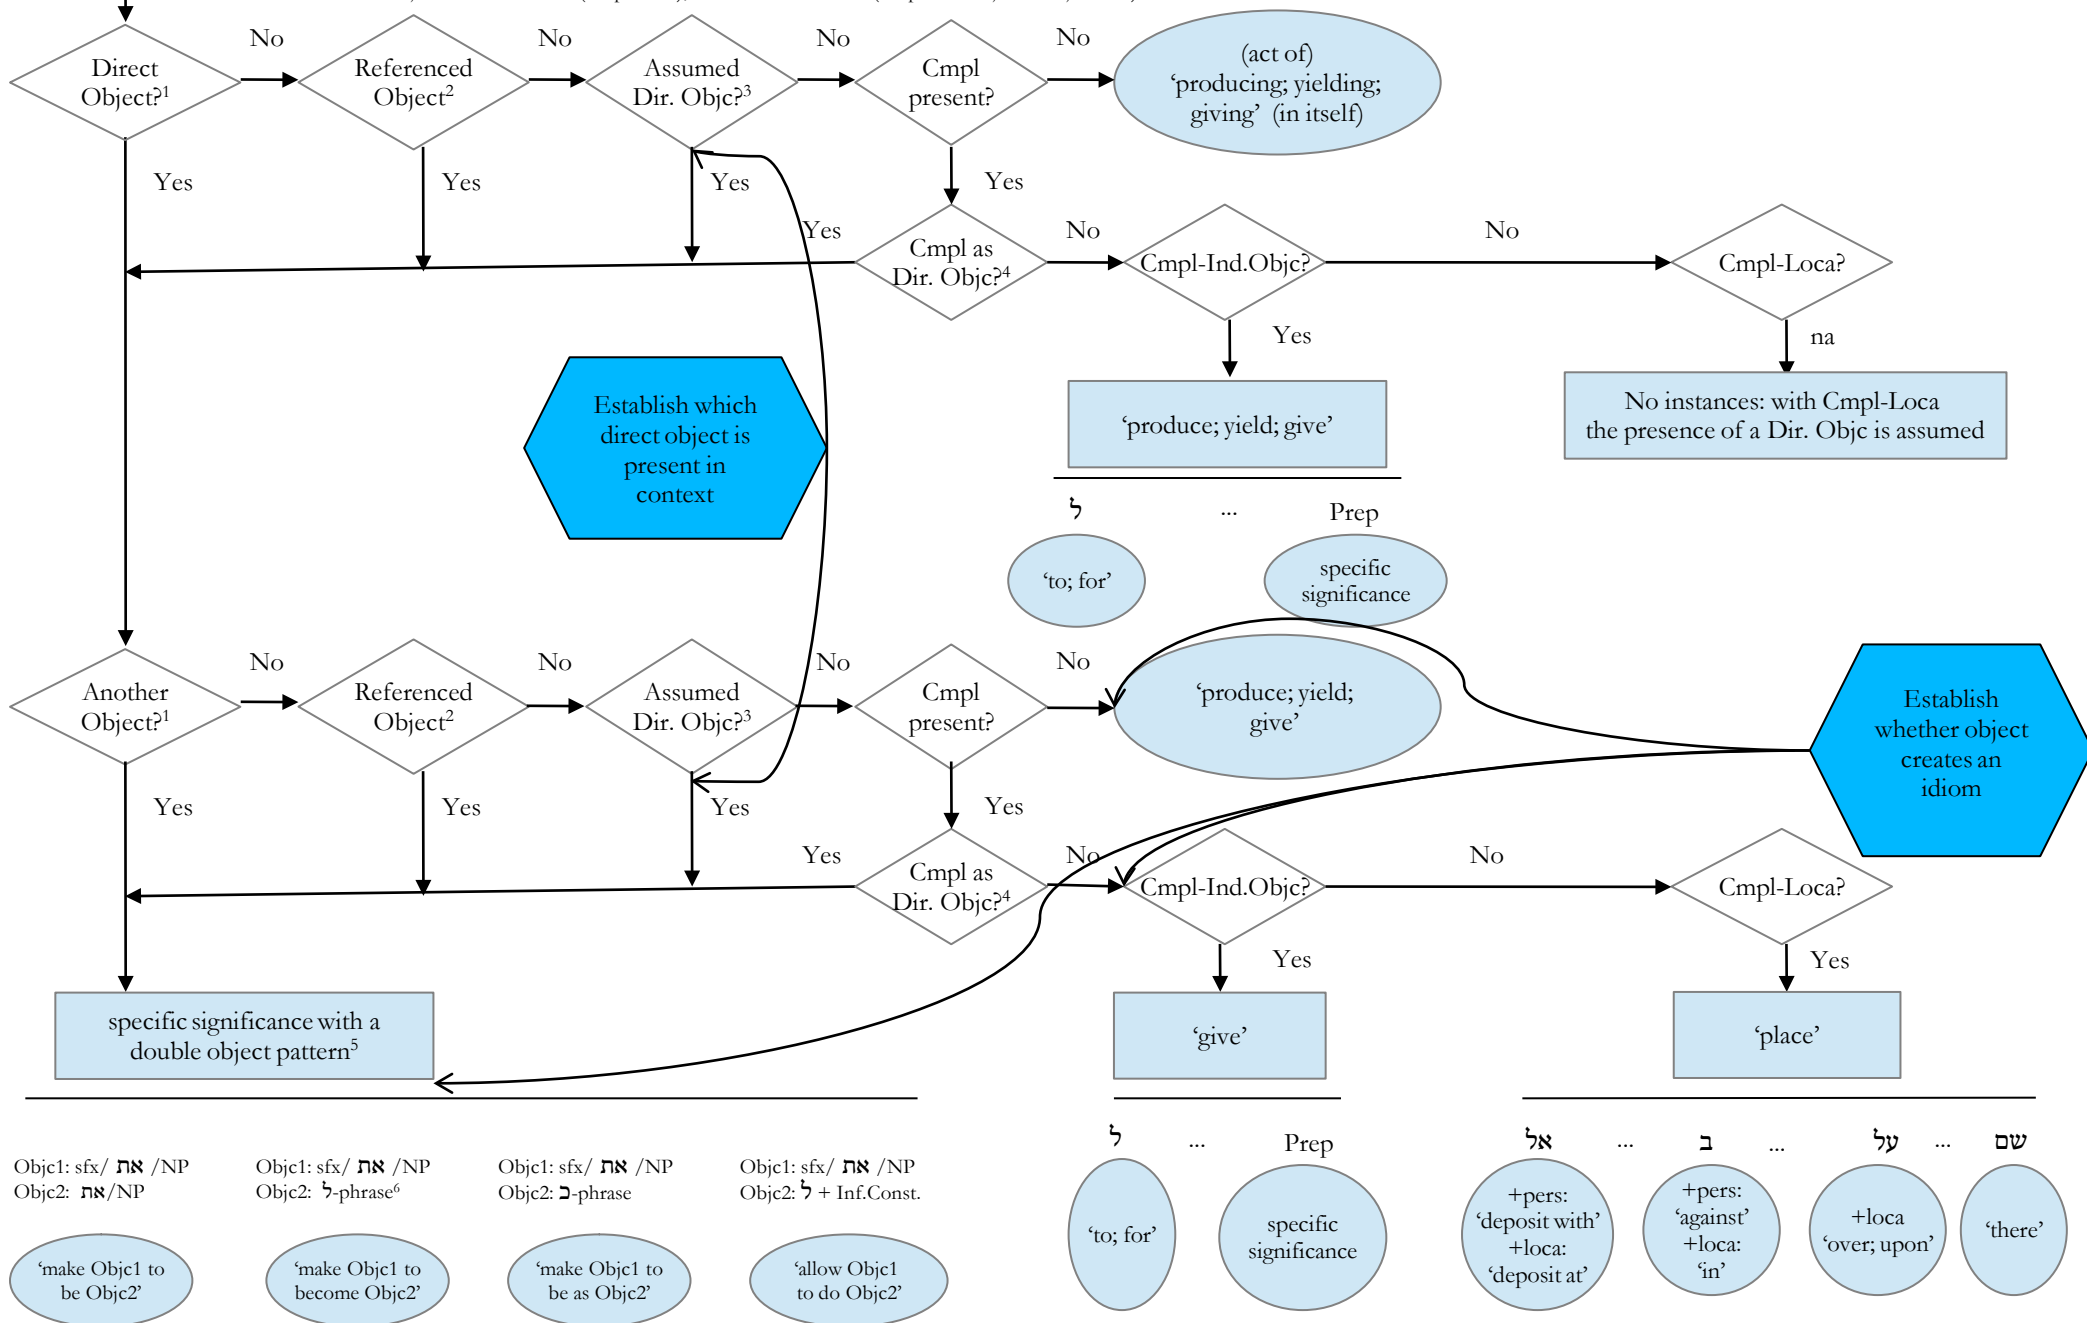 No
No
No
No
Direct
Object?1
Referenced
Object2
Assumed
Dir. Objc?3
Cmpl
present?
(act of)
‘producing; yielding;
giving’ (in itself)
Yes
Yes
Yes
Yes
Yes
Cmpl as
Dir. Objc?4
No
Cmpl-Ind.Objc?
No
Cmpl-Loca?
Yes
na
Establish which
direct object is
present in
context
‘produce; yield; give’
No instances: with Cmpl-Loca
the presence of a Dir. Objc is assumed
ל ... Prep
‘to; for’
specific
significance
No
No
No
No
Another
Object?1
Referenced
Object2
Assumed
Dir. Objc?3
Cmpl
present?
‘produce; yield;
give’
Establish
whether object
creates an
idiom
Yes
Yes
Yes
Yes
Yes
Cmpl as
Dir. Objc?4
No
Cmpl-Ind.Objc?
No
Cmpl-Loca?
Yes
Yes
specific significance with a
double object pattern5
‘give’
‘place’
Objc1: sfx/ את /NP
Objc2: את/NP
Objc1: sfx/ את /NP
Objc2: ל-phrase6
Objc1: sfx/ את /NP
Objc2: כ-phrase
Objc1: sfx/ את /NP
Objc2: ל + Inf.Const.
ל ... Prep
אל ... ב ... על ... שם
‘make Objc1 to
be Objc2’
‘make Objc1 to
become Objc2’
‘make Objc1 to
be as Objc2’
‘allow Objc1
to do Objc2’
‘to; for’
specific
significance
+pers:
‘deposit with’
+loca:
‘deposit at’
+pers:
‘against’
+loca:
‘in’
+loca
‘over; upon’
‘there’